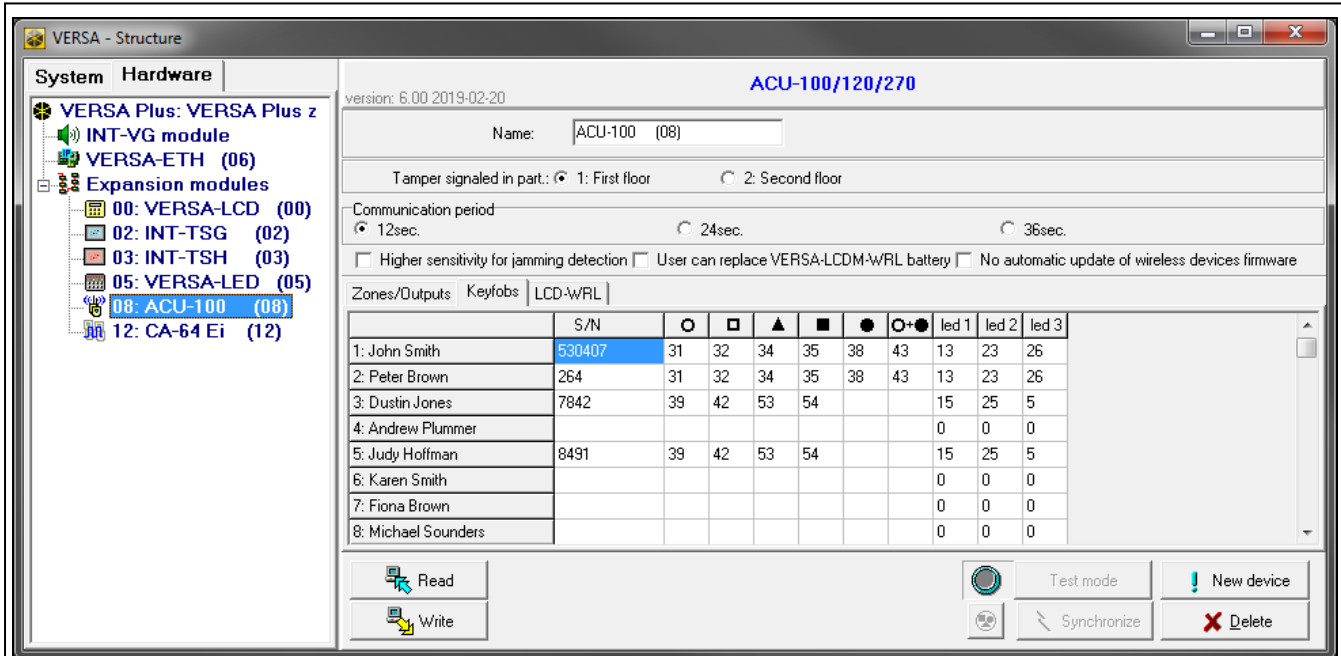 VERSA - Structure
System Hardware
VERSA Plus: VERSA Plus z
INT-VG module
VERSA-ETH (06)
Expansion modules
00: VERSA-LCD (00)
02: INT-TSG (02)
03: INT-TSH (03)
05: VERSA-LED (05)
08: ACU-100 (08)
12: CA-64 Ei (12)
ACU-100/120/270
version: 6.00 2019-02-20
Name: ACU-100 (08)
Tamper signaled in part.: 1: First floor 2: Second floor
Communication period
12sec. 24sec. 36sec.
Higher sensitivity for jamming detection User can replace VERSA-LCDM-WRL battery No automatic update of wireless devices firmware
Zones/Outputs Keyfobs LCD-WRL
S/N O+● led 1 led 2 led 3
1: John Smith 530407 31 32 34 35 38 43 13 23 26
2: Peter Brown 264 31 32 34 35 38 43 13 23 26
3: Dustin Jones 7842 39 42 53 54 15 25 5
4: Andrew Plummer 0 0 0
5: Judy Hoffman 8491 39 42 53 54 15 25 5
6: Karen Smith 0 0 0
7: Fiona Brown 0 0 0
8: Michael Sounders 0 0 0
Read Test mode New device
Write Synchronize Delete